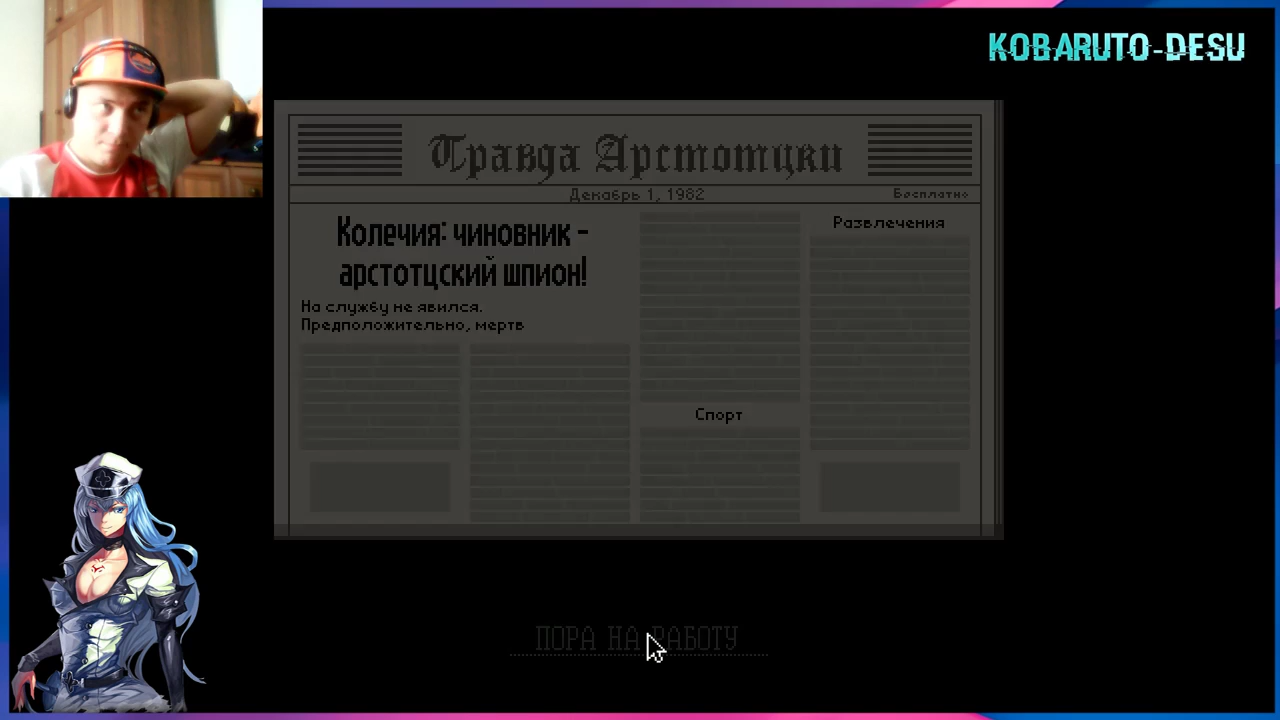 KOBARUTO-DESU
Правда Арстотцки
Декабрь 1, 1982
Бесплатно
Колечия: чиновник -
арстотцский шпион!
На службу не явился.
Предположительно, мертв
Развлечения
Спорт
ПОРА НА РАБОТУ